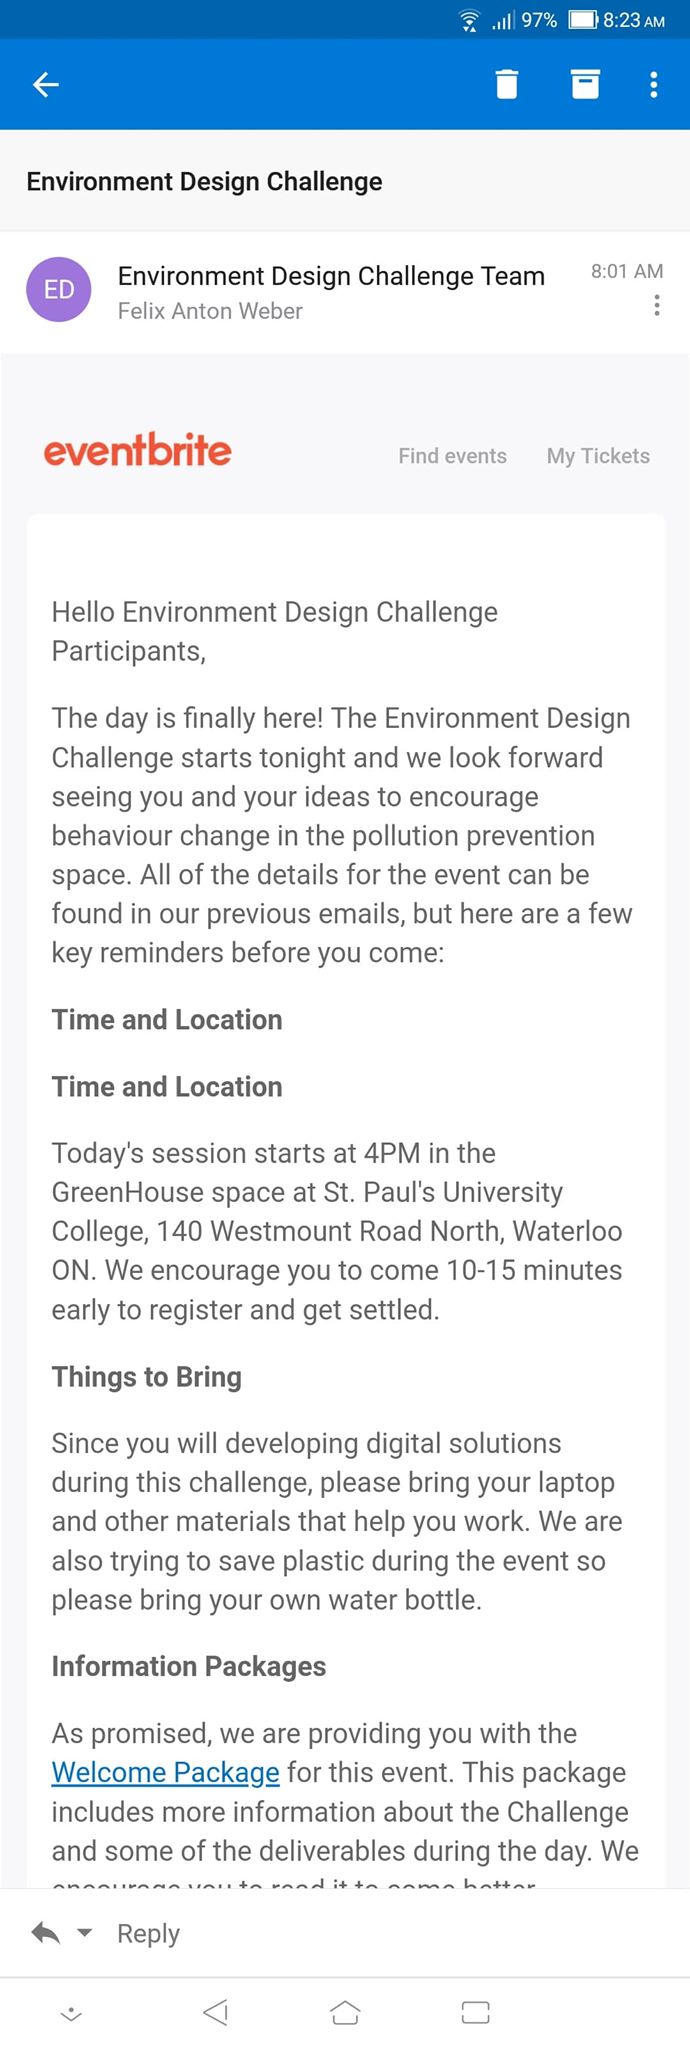 97% 8:23 AM
Environment Design Challenge
ED
Environment Design Challenge Team
8:01 AM
Felix Anton Weber
eventbrite
Find events
My Tickets
Hello Environment Design Challenge
Participants,
The day is finally here! The Environment Design
Challenge starts tonight and we look forward
seeing you and your ideas to encourage
behaviour change in the pollution prevention
space. All of the details for the event can be
found in our previous emails, but here are a few
key reminders before you come:
Time and Location
Time and Location
Today's session starts at 4PM in the
GreenHouse space at St. Paul's University
College, 140 Westmount Road North, Waterloo
ON. We encourage you to come 10-15 minutes
early to register and get settled.
Things to Bring
Since you will developing digital solutions
during this challenge, please bring your laptop
and other materials that help you work. We are
also trying to save plastic during the event so
please bring your own water bottle.
Information Packages
As promised, we are providing you with the
Welcome Package for this event. This package
includes more information about the Challenge
and some of the deliverables during the day. We
encourage you to read it to come better
Reply